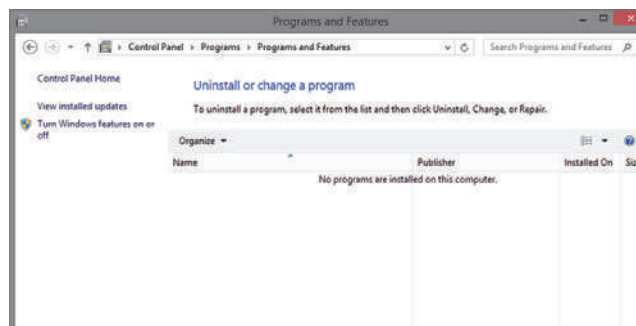 Programs and Features
Control Panel › Programs › Programs and Features
Search Programs and Features
Control Panel Home
View installed updates
Turn Windows features on or
off
Uninstall or change a program
To uninstall a program, select it from the list and then click Uninstall, Change, or Repair.
Organize
Name Publisher Installed On
No programs are installed on this computer.